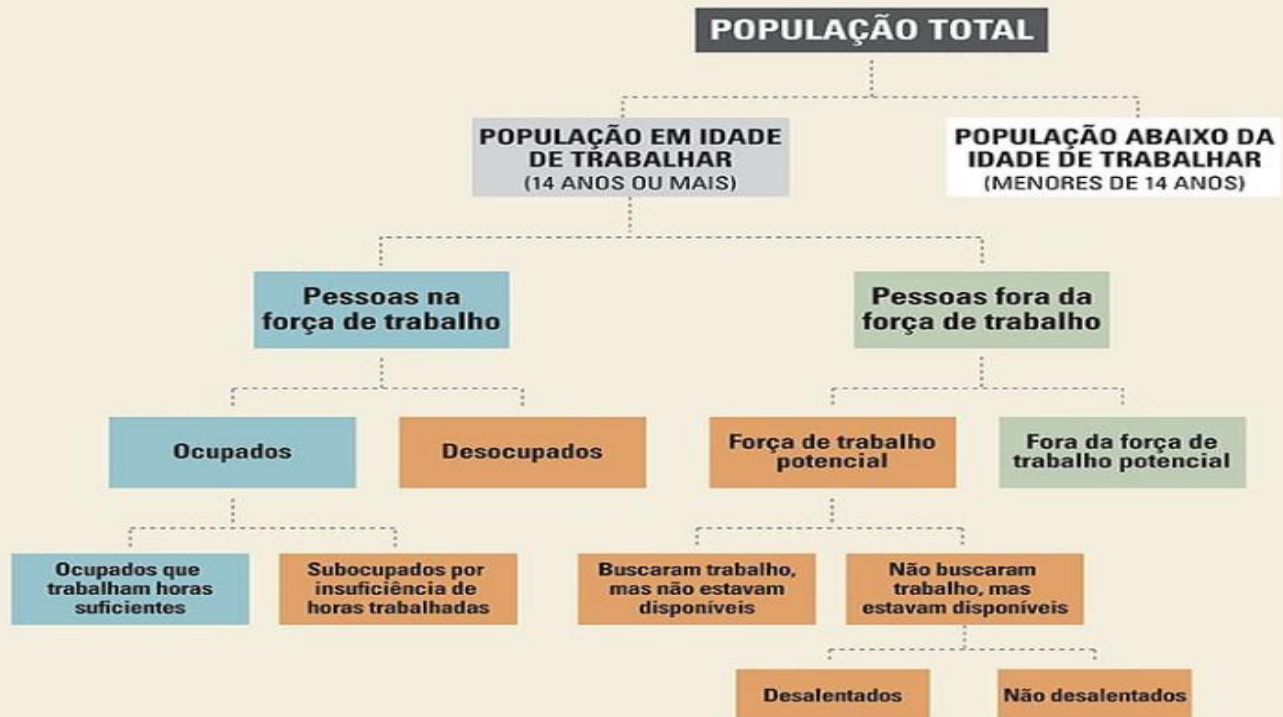 POPULAÇÃO TOTAL
POPULAÇÃO EM IDADE
DE TRABALHAR
(14 ANOS OU MAIS)
POPULAÇÃO ABAIXO DA
IDADE DE TRABALHAR
(MENORES DE 14 ANOS)
Pessoas na
força de trabalho
Pessoas fora da
força de trabalho
Ocupados
Desocupados
Força de trabalho
potencial
Fora da força de
trabalho potencial
Ocupados que
trabalham horas
suficientes
Subocupados por
insuficiência de
horas trabalhadas
Buscaram trabalho,
mas não estavam
disponíveis
Não buscaram
trabalho, mas
estavam disponíveis
Desalentados
Não desalentados